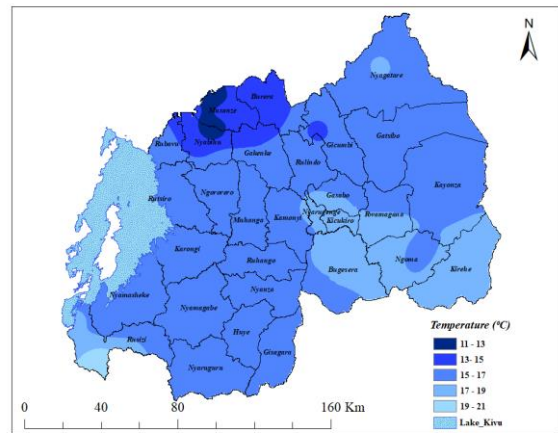 N
Nyagatare
Burera
Musanze
Rubavu
Nyabihu
Gakenke
Gicumbi
Gatsibo
Rulindo
Kayonza
Rutsiro
Ngororero
Gasabo
Nyarugenge
Kicukiro
Rwamagana
Muhanga
Kamonyi
Karongi
Ruhango
Bugesera
Ngoma
Kirehe
Nyamasheke
Nyanza
Nyamagabe
Huye
Rusizi
Gisagara
Nyaruguru
Temperature (°C)
11 - 13
13- 15
15 - 17
17 - 19
19 - 21
Lake_Kivu
0 40 80 160 Km